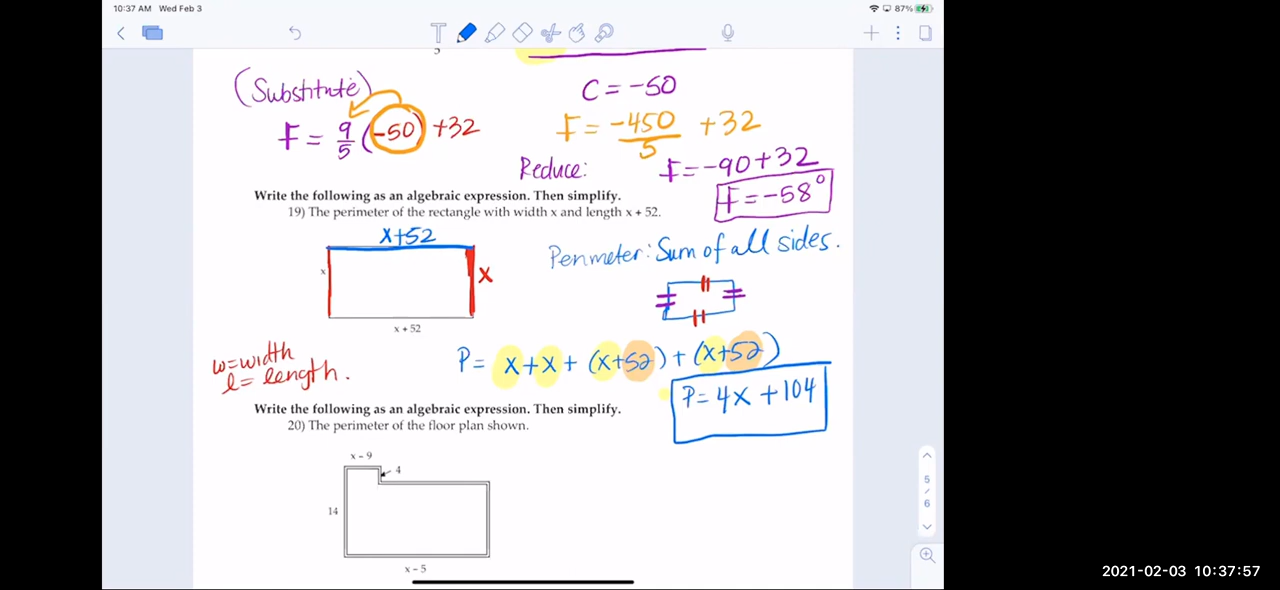 10:37 AM Wed Feb 3
87%
(Substitute)
C = -50
F = 9/5 (-50) +32
F = -450/5 +32
Reduce:
F = -90+32
F = -58°
Write the following as an algebraic expression. Then simplify.
19) The perimeter of the rectangle with width x and length x + 52.
x+52
Perimeter: Sum of all sides.
x
x
x + 52
w=width
l = length.
P = x+x + (x+52) + (x+52)
P= 4x +104
Write the following as an algebraic expression. Then simplify.
20) The perimeter of the floor plan shown.
x – 9
4
14
x – 5
5
/
6
2021-02-03 10:37:57